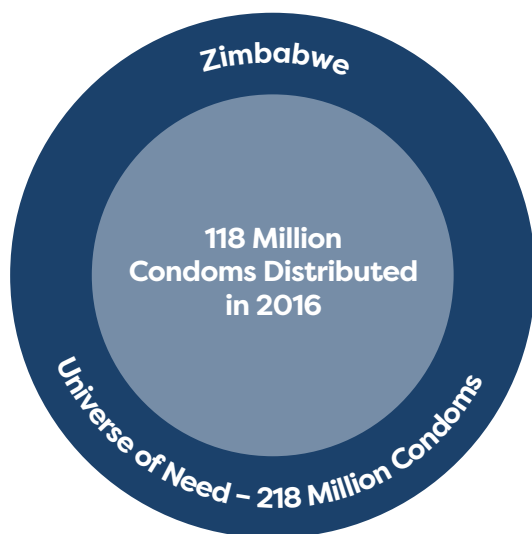 Zimbabwe
118 Million
Condoms Distributed
in 2016
Universe of Need – 218 Million Condoms